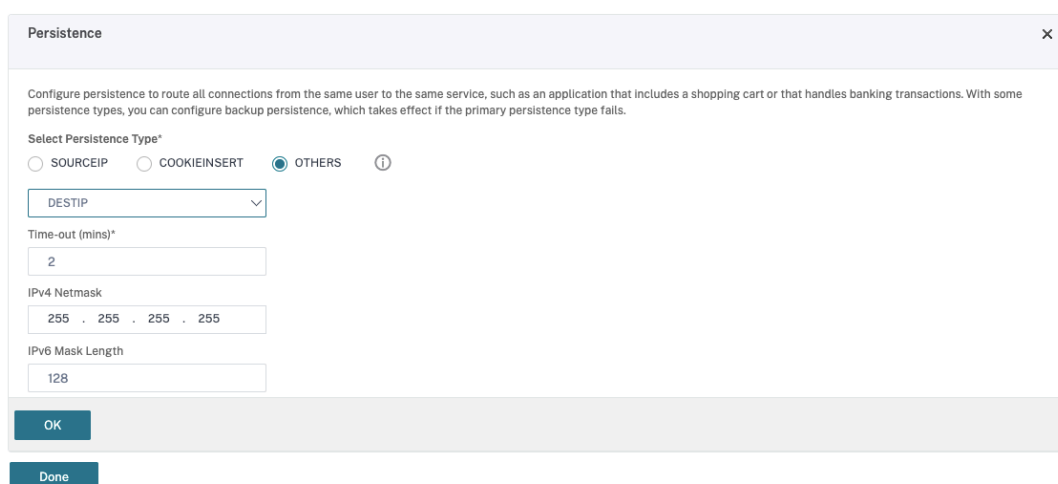 Persistence
Configure persistence to route all connections from the same user to the same service, such as an application that includes a shopping cart or that handles banking transactions. With some
persistence types, you can configure backup persistence, which takes effect if the primary persistence type fails.
Select Persistence Type*
SOURCEIP COOKIEINSERT OTHERS
DESTIP
Time-out (mins)*
2
IPv4 Netmask
255 . 255 . 255 . 255
IPv6 Mask Length
128
OK
Done